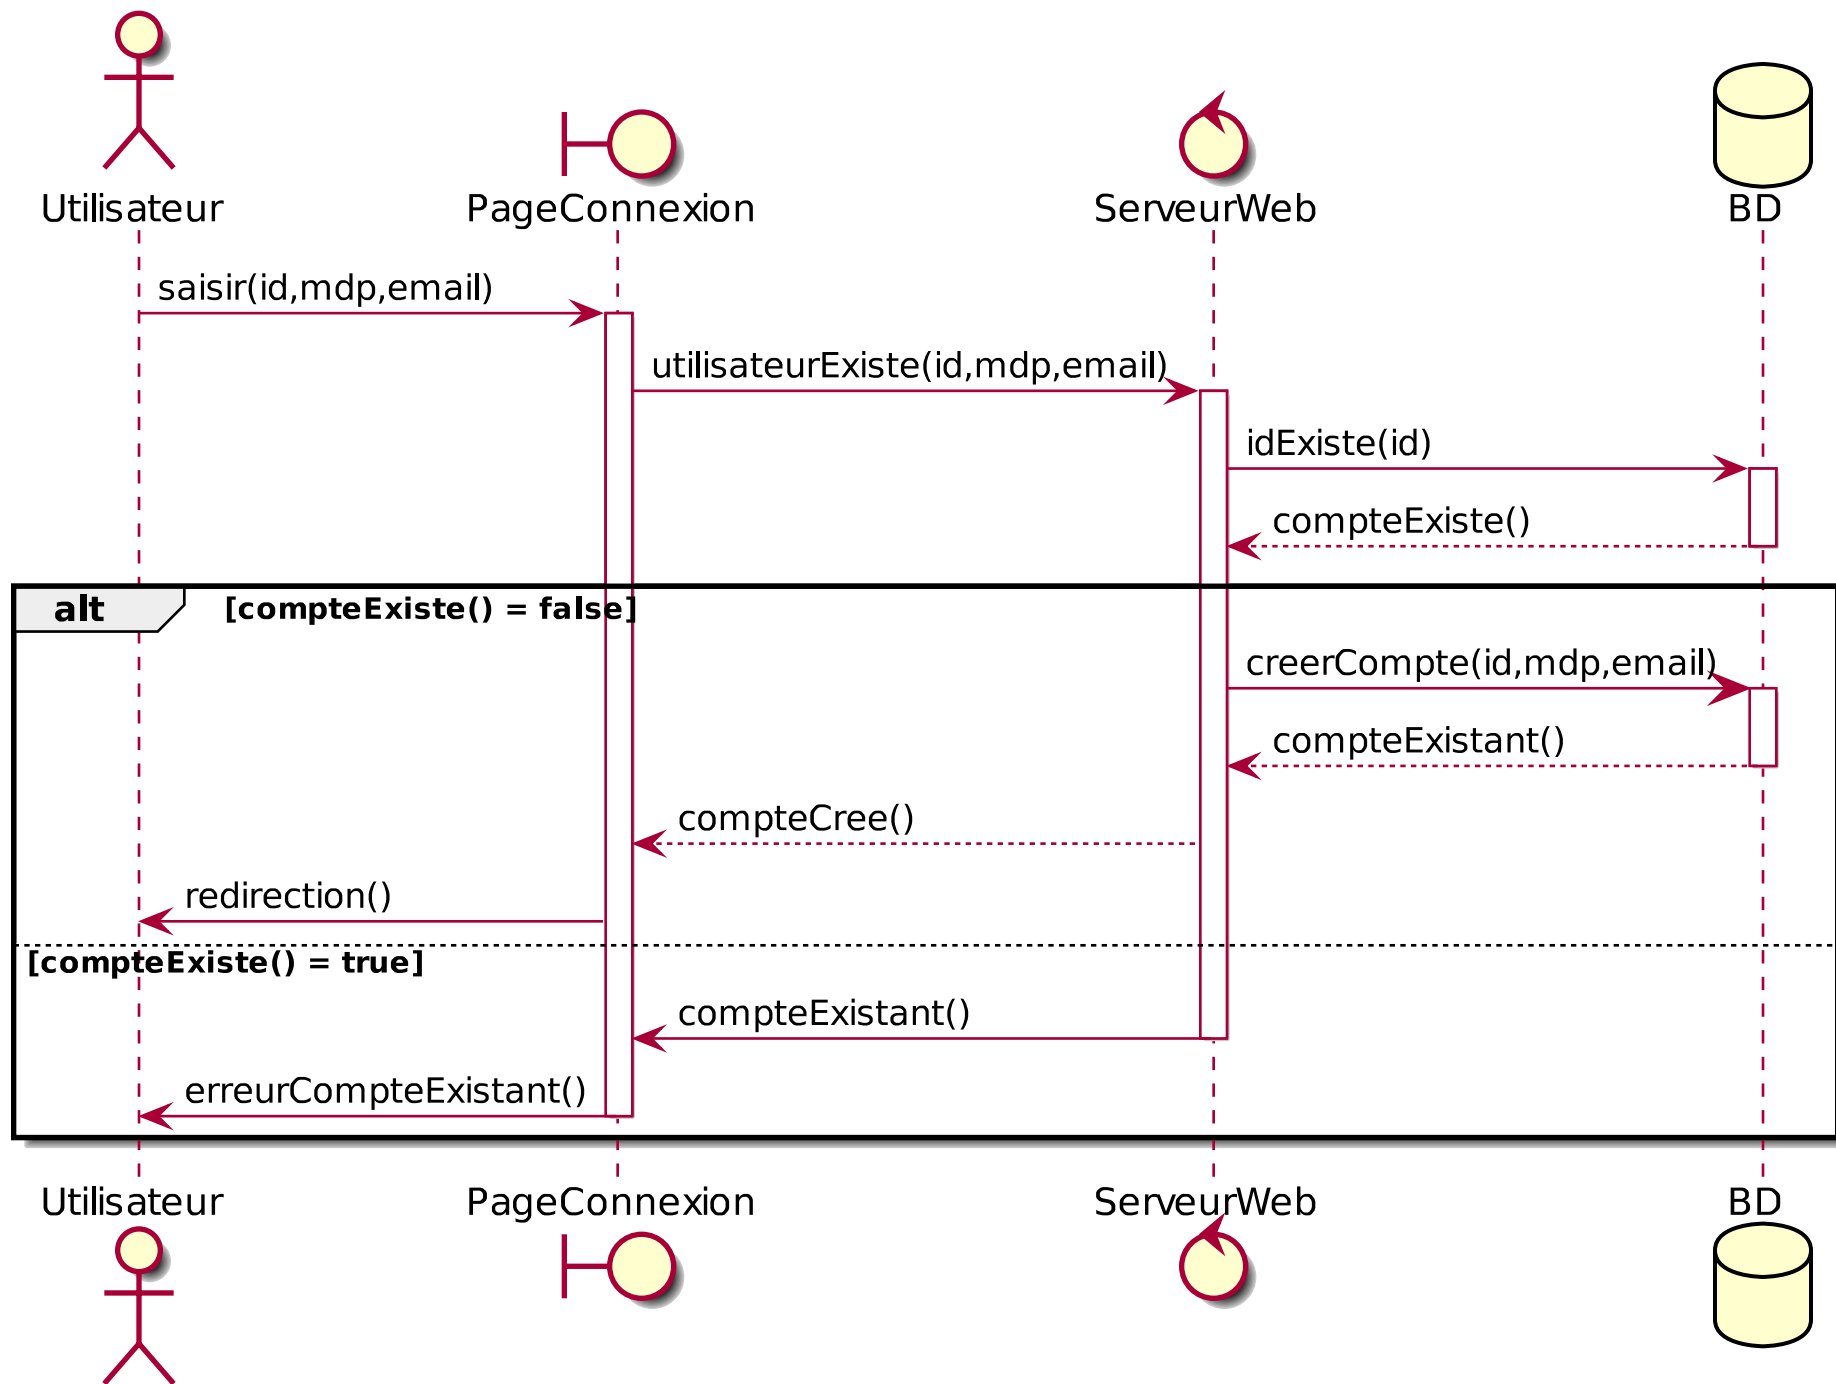 Utilisateur
PageConnexion
ServeurWeb
BD
saisir(id,mdp,email)
utilisateurExiste(id,mdp,email)
idExiste(id)
compteExiste()
alt [compteExiste() = false]
creerCompte(id,mdp,email)
compteExistant()
compteCree()
redirection()
[compteExiste() = true]
compteExistant()
erreurCompteExistant()
Utilisateur
PageConnexion
ServeurWeb
BD